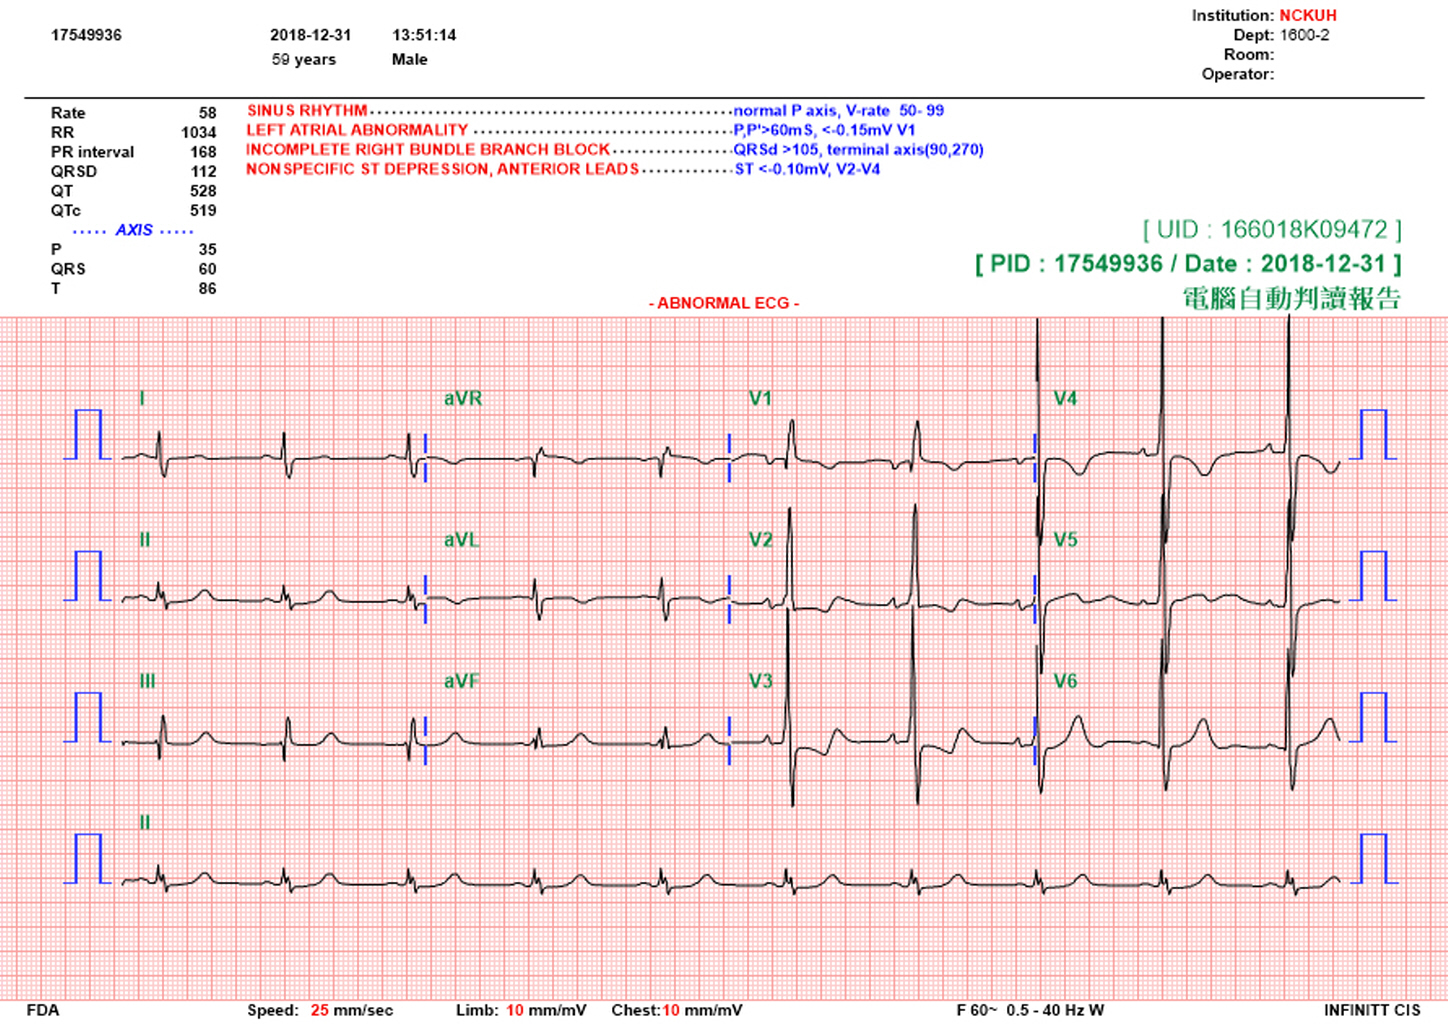 Institution: NCKUH
17549936 2018-12-31 13:51:14 Dept: 1600-2
59 years Male Room:
Operator:
Rate 58 SINUS RHYTHM normal P axis, V-rate 50- 99
RR 1034 LEFT ATRIAL ABNORMALITY P,P'>60mS, <-0.15mV V1
PR interval 168 INCOMPLETE RIGHT BUNDLE BRANCH BLOCK QRSd >105, terminal axis(90,270)
QRSD 112 NONSPECIFIC ST DEPRESSION, ANTERIOR LEADS ST <-0.10mV, V2-V4
QT 528
QTc 519
..... AXIS .....
P 35
QRS 60
T 86
[ UID : 166018K09472 ]
[ PID : 17549936 / Date : 2018-12-31 ]
電腦自動判讀報告
- ABNORMAL ECG -
I aVR V1 V4
II aVL V2 V5
III aVF V3 V6
II
FDA Speed: 25 mm/sec Limb: 10 mm/mV Chest:10 mm/mV F 60~ 0.5 - 40 Hz W INFINITT CIS